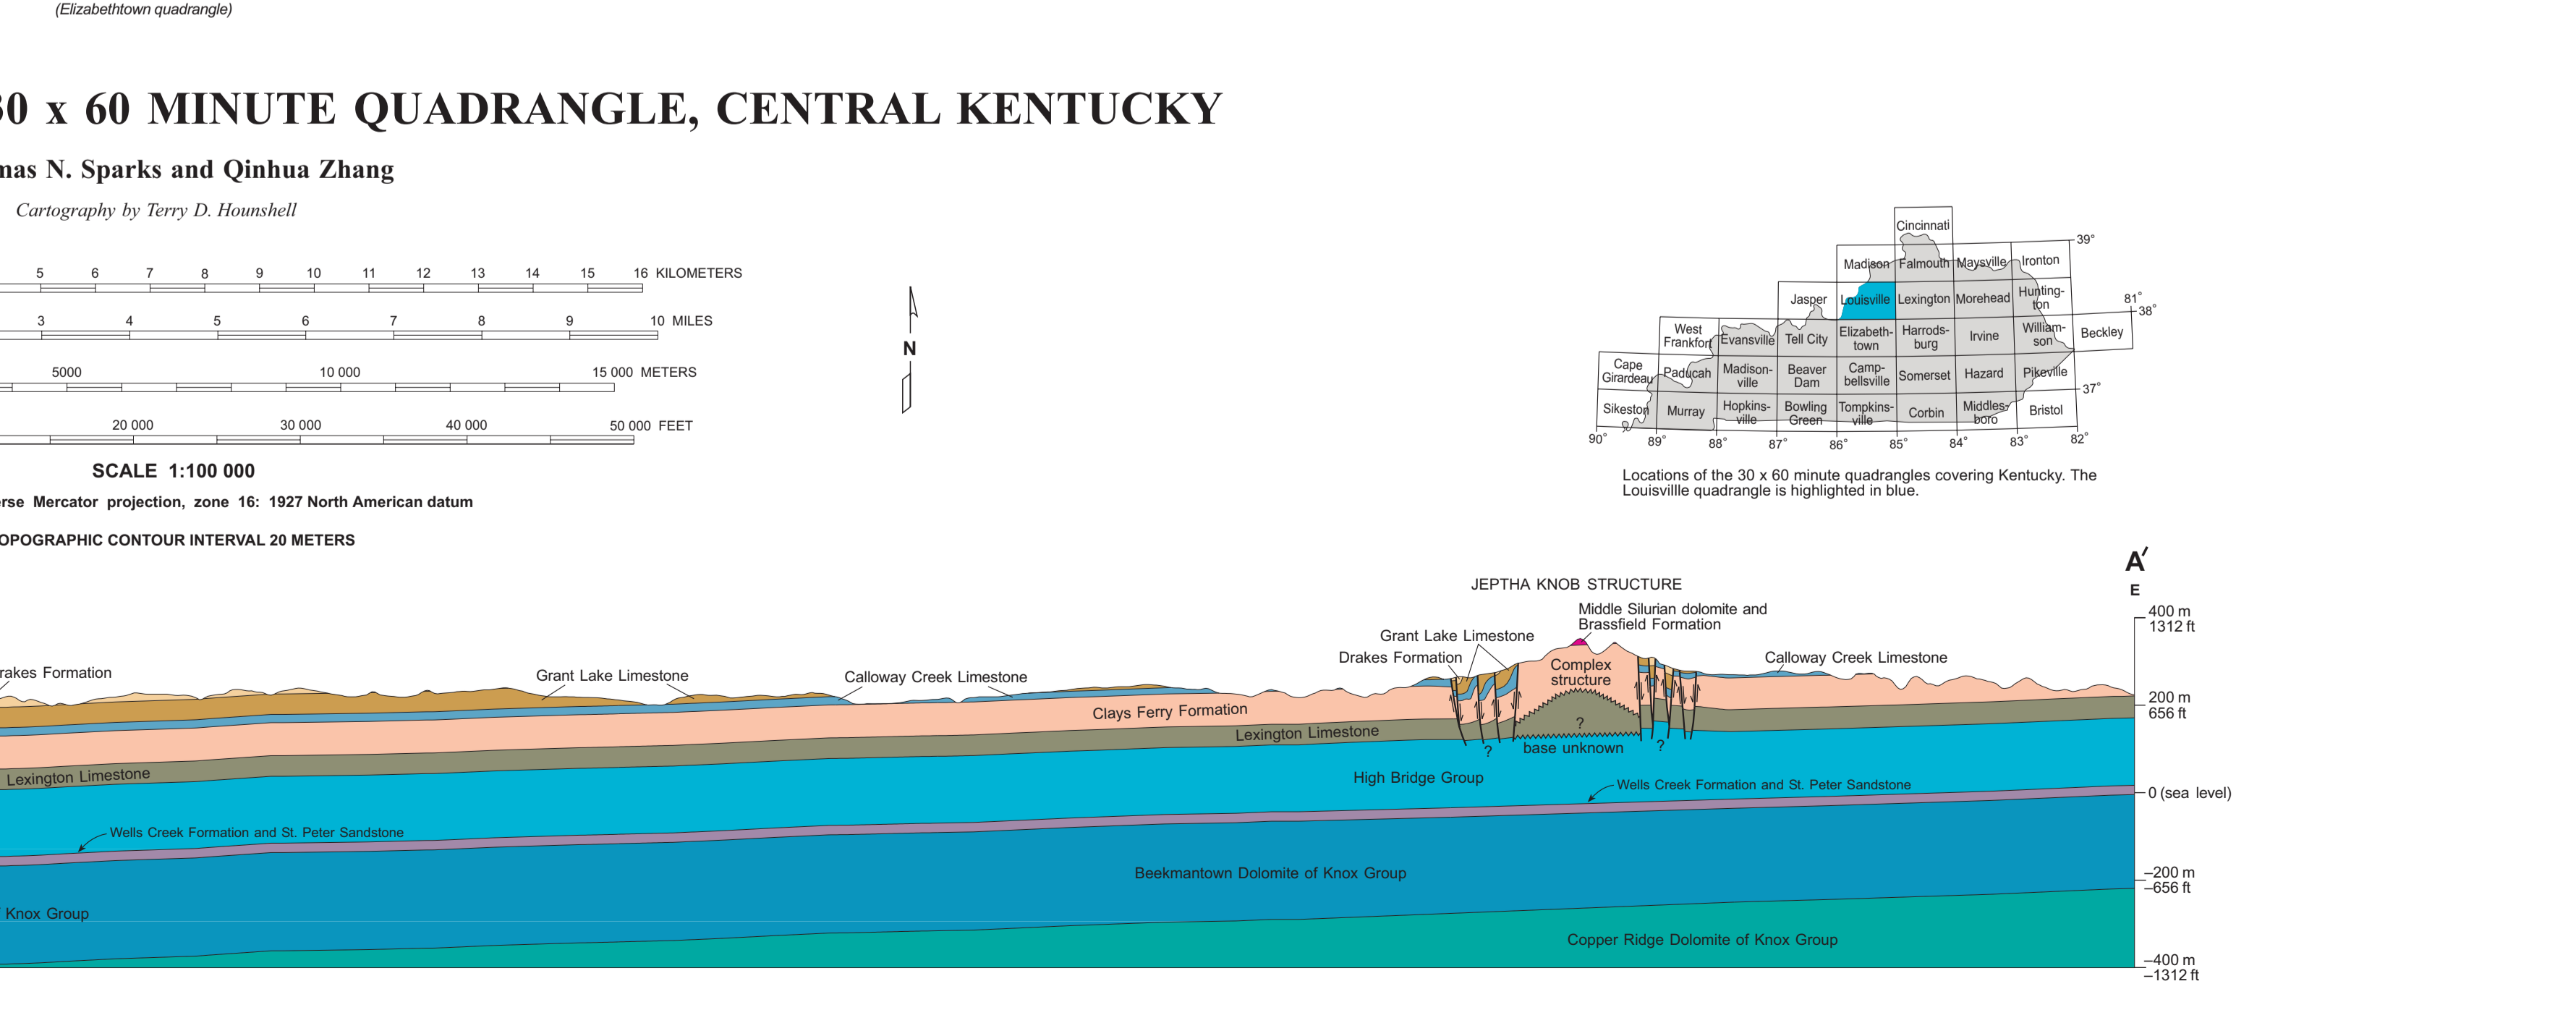 (Elizabethtown quadrangle)
30 x 60 MINUTE QUADRANGLE, CENTRAL KENTUCKY
mas N. Sparks and Qinhua Zhang
Cartography by Terry D. Hounshell
5 6 7 8 9 10 11 12 13 14 15 16 KILOMETERS
3 4 5 6 7 8 9 10 MILES
5000 10 000 15 000 METERS
20 000 30 000 40 000 50 000 FEET
SCALE 1:100 000
erse Mercator projection, zone 16: 1927 North American datum
OPOGRAPHIC CONTOUR INTERVAL 20 METERS
N
Cincinnati
39°
Madison Falmouth Maysville Ironton
Jasper Louisville Lexington Morehead Hunting-
ton
81°
38°
West
Frankfort Evansville Tell City Elizabeth-
town Harrods-
burg Irvine William-
son Beckley
Cape
Girardeau Paducah Madison-
ville Beaver
Dam Camp-
bellsville Somerset Hazard Pikeville
37°
Sikeston Murray Hopkins-
ville Bowling
Green Tompkins-
ville Corbin Middles-
boro Bristol
90° 89° 88° 87° 86° 85° 84° 83° 82°
Locations of the 30 x 60 minute quadrangles covering Kentucky. The
Louisvillle quadrangle is highlighted in blue.
A′
E
JEPTHA KNOB STRUCTURE
Middle Silurian dolomite and
Brassfield Formation
Grant Lake Limestone
Drakes Formation
rakes Formation
Grant Lake Limestone
Calloway Creek Limestone
Complex
structure
Calloway Creek Limestone
Clays Ferry Formation
Lexington Limestone
?
?
base unknown
?
Lexington Limestone
High Bridge Group
Wells Creek Formation and St. Peter Sandstone
Wells Creek Formation and St. Peter Sandstone
Beekmantown Dolomite of Knox Group
Knox Group
Copper Ridge Dolomite of Knox Group
400 m
1312 ft
200 m
656 ft
0 (sea level)
–200 m
–656 ft
–400 m
–1312 ft